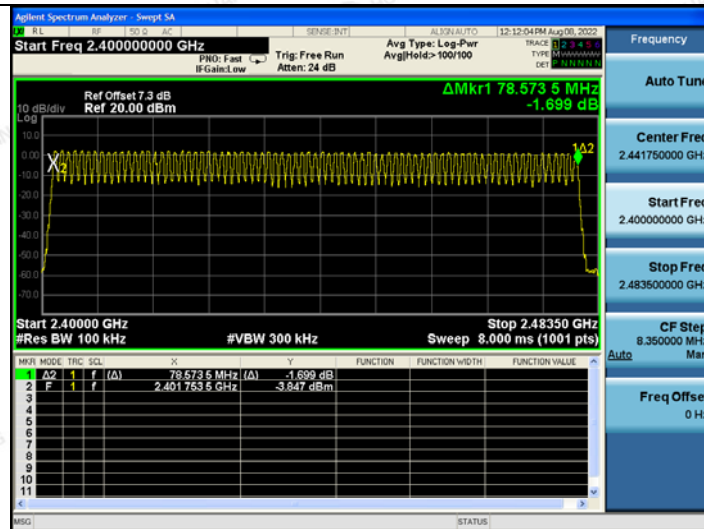 Agilent Spectrum Analyzer - Swept SA
RL RF 50 Ω AC SENSE:INT ALIGN AUTO 12:12:04 PM Aug 08, 2022
Start Freq 2.400000000 GHz
PNO: Fast
IFGain:Low
Trig: Free Run
Atten: 24 dB
Avg Type: Log-Pwr
Avg|Hold:> 100/100
TRACE 1 2 3 4 5 6
TYPE M W W W W W
DET P N N N N N
ΔMkr1 78.573 5 MHz
-1.699 dB
Ref Offset 7.3 dB
Ref 20.00 dBm
10 dB/div
Log
10.0
0.00
-10.0
-20.0
-30.0
-40.0
-50.0
-60.0
-70.0
2
1Δ2
Start 2.40000 GHz
Stop 2.48350 GHz
#Res BW 100 kHz
#VBW 300 kHz
Sweep 8.000 ms (1001 pts)
MKR MODE TRC SCL X Y FUNCTION FUNCTION WIDTH FUNCTION VALUE
1 Δ2 1 f (Δ) 78.573 5 MHz (Δ) -1.699 dB
2 F 1 f 2.401 753 5 GHz -3.847 dBm
3
4
5
6
7
8
9
10
11
MSG
STATUS
Frequency
Auto Tune
Center Freq
2.441750000 GHz
Start Freq
2.400000000 GHz
Stop Freq
2.483500000 GHz
CF Step
8.350000 MHz
Auto Man
Freq Offset
0 Hz